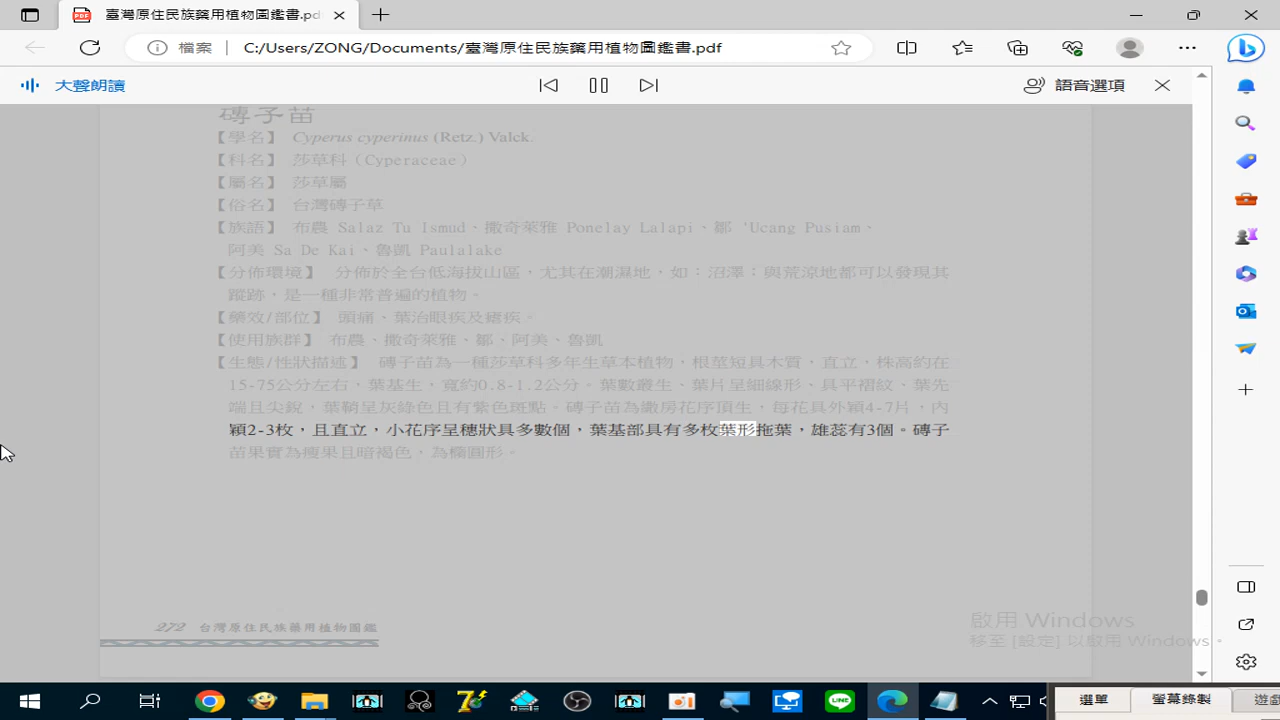 臺灣原住民族藥用植物圖鑑書.pd
檔案
C:/Users/ZONG/Documents/臺灣原住民族藥用植物圖鑑書.pdf
大聲朗讀
語音選項
磚子苗
【學名】 Cyperus cyperinus (Retz.) Valck.
【科名】 莎草科（Cyperaceae）
【屬名】 莎草屬
【俗名】 台灣磚子草
【族語】 布農 Salaz Tu Ismud、撒奇萊雅 Ponelay Lalapi、鄒 'Ucang Pusiam、
阿美 Sa De Kai、魯凱 Paulalake
【分佈環境】 分佈於全台低海拔山區，尤其在潮濕地，如：沼澤；與荒涼地都可以發現其
蹤跡，是一種非常普遍的植物。
【藥效/部位】 頭痛、葉治眼疾及瘧疾。
【使用族群】 布農、撒奇萊雅、鄒、阿美、魯凱
【生態/性狀描述】 磚子苗為一種莎草科多年生草本植物，根莖短具木質，直立，株高約在
15-75公分左右，葉基生，寬約0.8-1.2公分。葉數叢生、葉片呈細線形、具平褶紋、葉先
端且尖銳，葉鞘呈灰綠色且有紫色斑點。磚子苗為繖房花序頂生，每花具外穎4-7片，內
穎2-3枚，且直立，小花序呈穗狀具多數個，葉基部具有多枚葉形拖葉，雄蕊有3個。磚子
苗果實為瘦果且暗褐色，為橢圓形。
272 台灣原住民族藥用植物圖鑑
啟用 Windows
移至 [設定] 以啟用 Windows。
選單
螢幕錄製
遊戲